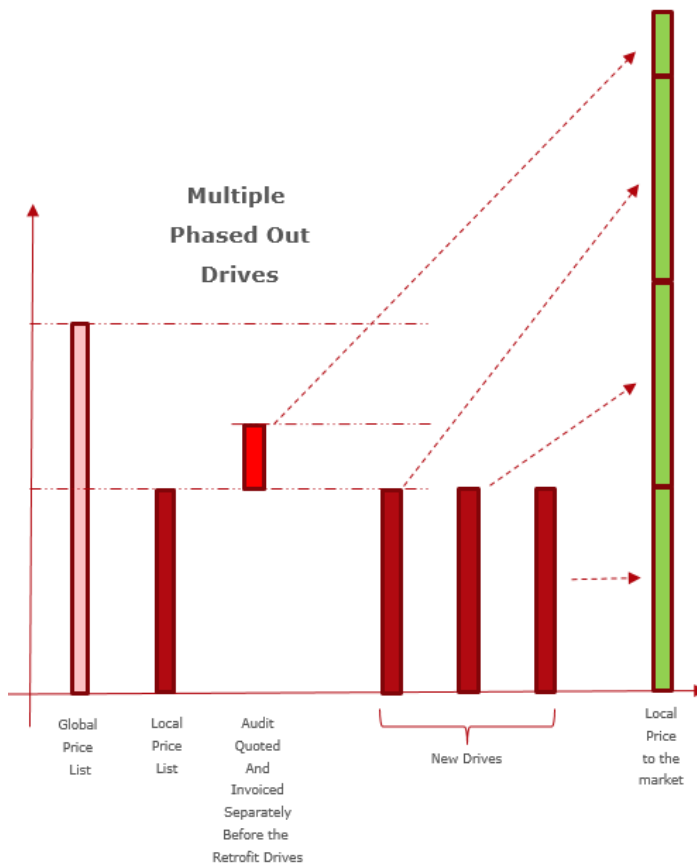 Multiple
Phased Out
Drives
Global
Price
List
Local
Price
List
Audit
Quoted
And
Invoiced
Separately
Before the
Retrofit Drives
New Drives
Local
Price
to the
market